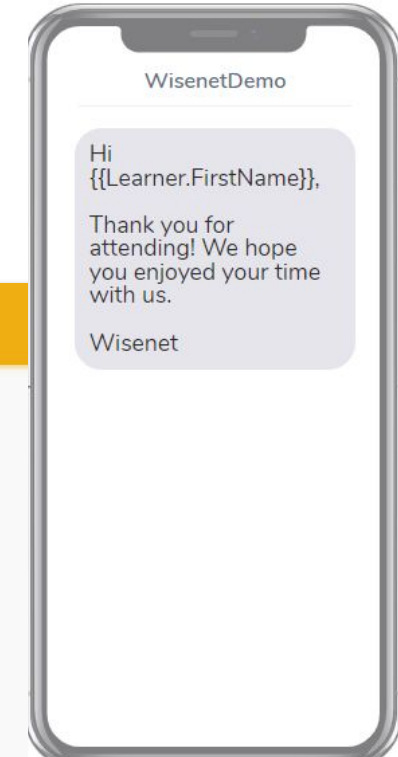 WisenetDemo
Hi
{{Learner.FirstName}},
Thank you for
attending! We hope
you enjoyed your time
with us.
Wisenet